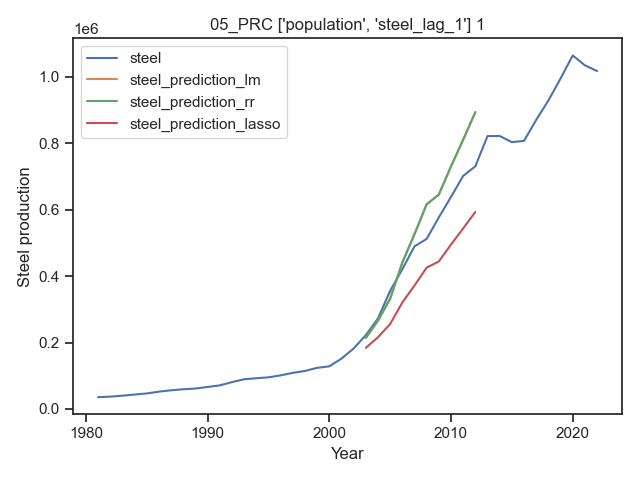 05_PRC ['population', 'steel_lag_1'] 1
1e6
steel
steel_prediction_lm
steel_prediction_rr
steel_prediction_lasso
1.0
0.8
0.6
0.4
0.2
0.0
Steel production
1980
1990
2000
2010
2020
Year